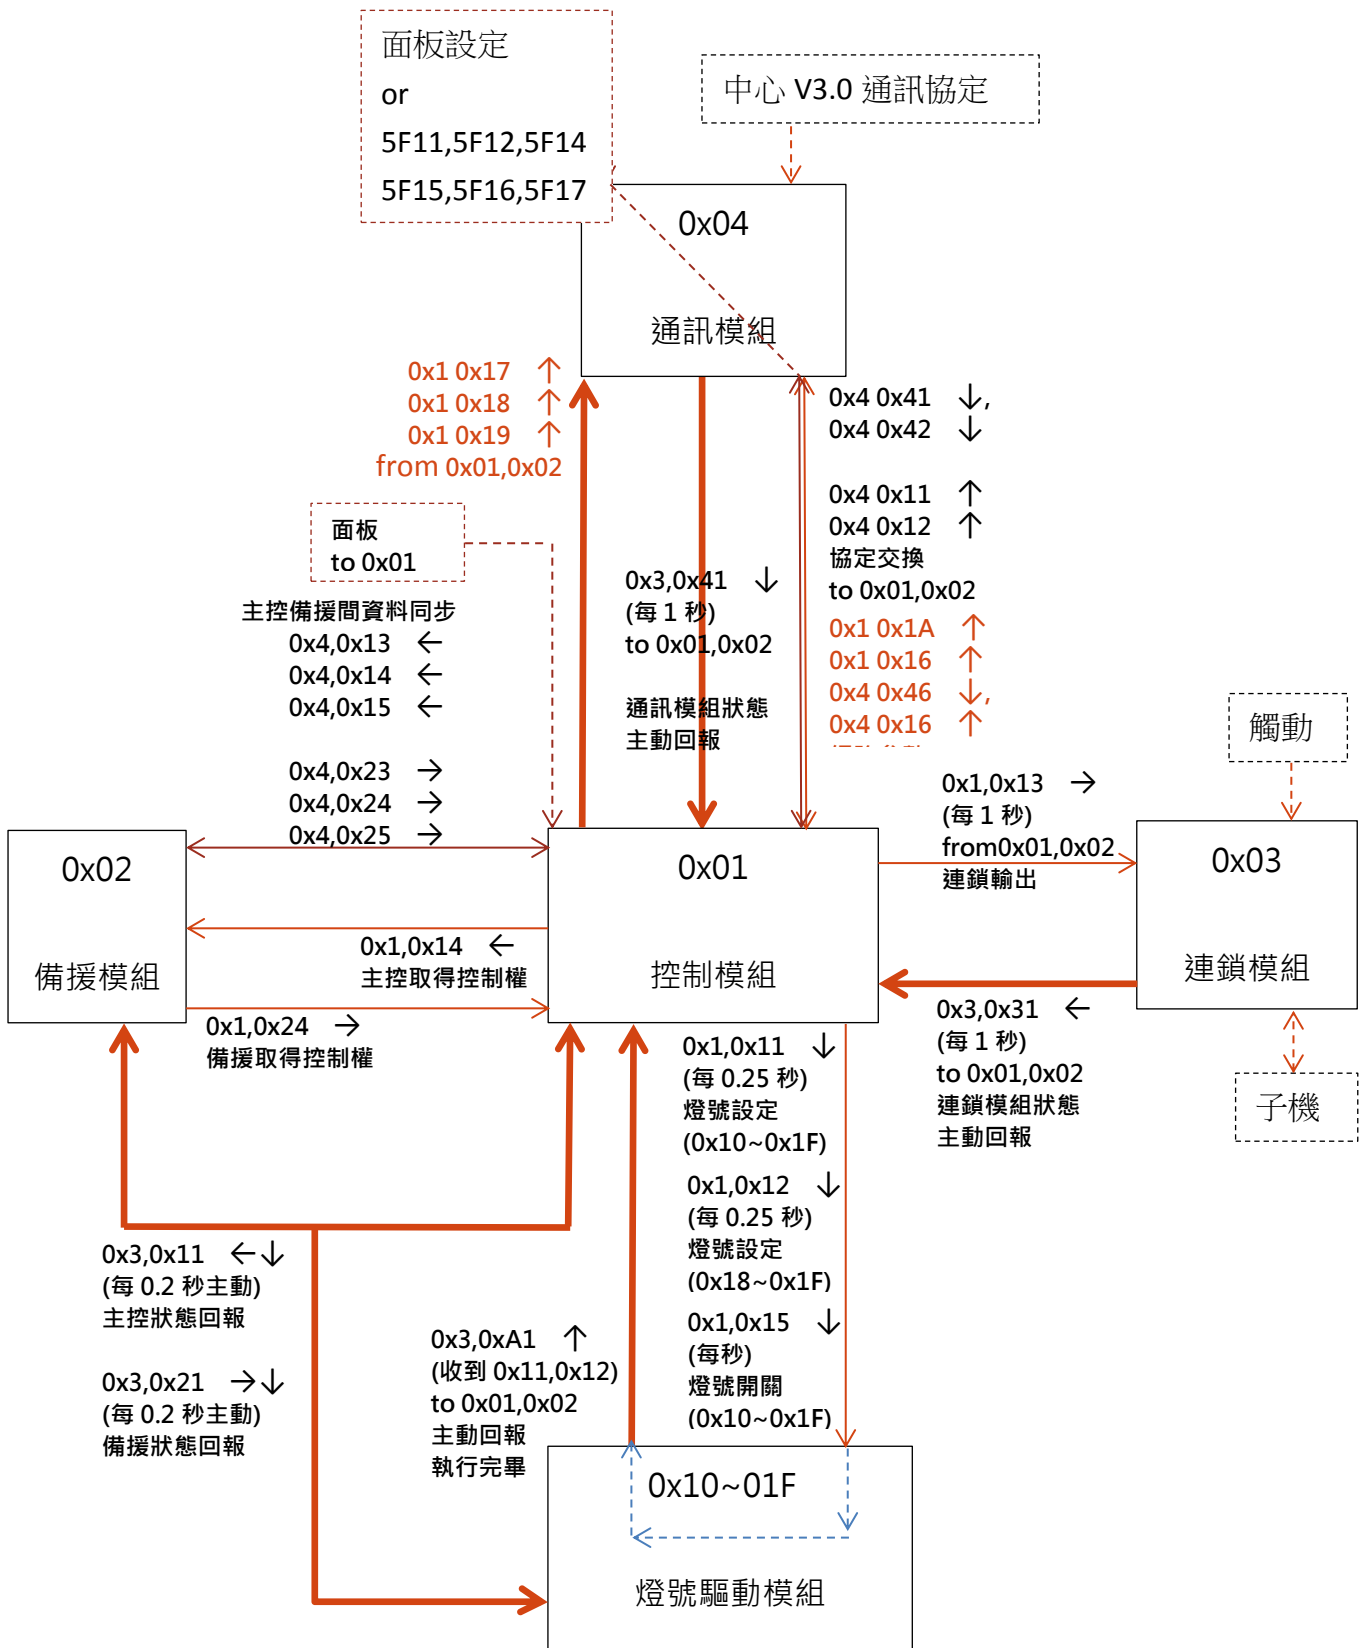 面板設定
or
5F11,5F12,5F14
5F15,5F16,5F17
中心 V3.0 通訊協定
0x04
通訊模組
0x1 0x17 ↑
0x1 0x18 ↑
0x1 0x19 ↑
from 0x01,0x02
0x4 0x41 ↓,
0x4 0x42 ↓
0x4 0x11 ↑
0x4 0x12 ↑
協定交換
to 0x01,0x02
0x1 0x1A ↑
0x1 0x16 ↑
0x4 0x46 ↓,
0x4 0x16 ↑
面板
to 0x01
0x3,0x41 ↓
(每 1 秒)
to 0x01,0x02
通訊模組狀態
主動回報
主控備援間資料同步
0x4,0x13 ←
0x4,0x14 ←
0x4,0x15 ←
0x4,0x23 →
0x4,0x24 →
0x4,0x25 →
觸動
0x1,0x13 →
(每 1 秒)
from0x01,0x02
連鎖輸出
0x02
備援模組
0x01
控制模組
0x03
連鎖模組
0x1,0x14 ←
主控取得控制權
0x1,0x24 →
備援取得控制權
0x3,0x31 ←
(每 1 秒)
to 0x01,0x02
連鎖模組狀態
主動回報
子機
0x1,0x11 ↓
(每 0.25 秒)
燈號設定
(0x10~0x1F)
0x1,0x12 ↓
(每 0.25 秒)
燈號設定
(0x18~0x1F)
0x1,0x15 ↓
(每秒)
燈號開關
(0x10~0x1F)
0x3,0x11 ←↓
(每 0.2 秒主動)
主控狀態回報
0x3,0x21 →↓
(每 0.2 秒主動)
備援狀態回報
0x3,0xA1 ↑
(收到 0x11,0x12)
to 0x01,0x02
主動回報
執行完畢
0x10~01F
燈號驅動模組